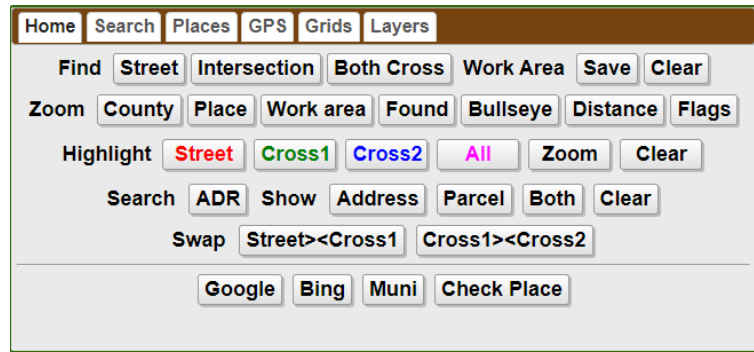 Home Search Places GPS Grids Layers
Find Street Intersection Both Cross Work Area Save Clear
Zoom County Place Work area Found Bullseye Distance Flags
Highlight Street Cross1 Cross2 All Zoom Clear
Search ADR Show Address Parcel Both Clear
Swap Street><Cross1 Cross1><Cross2
Google Bing Muni Check Place